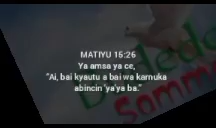 MATIYU 15:26
Ya amsa ya ce,
"Ai, bai kyautu a bai wa karnuka
abincin 'ya'ya ba."